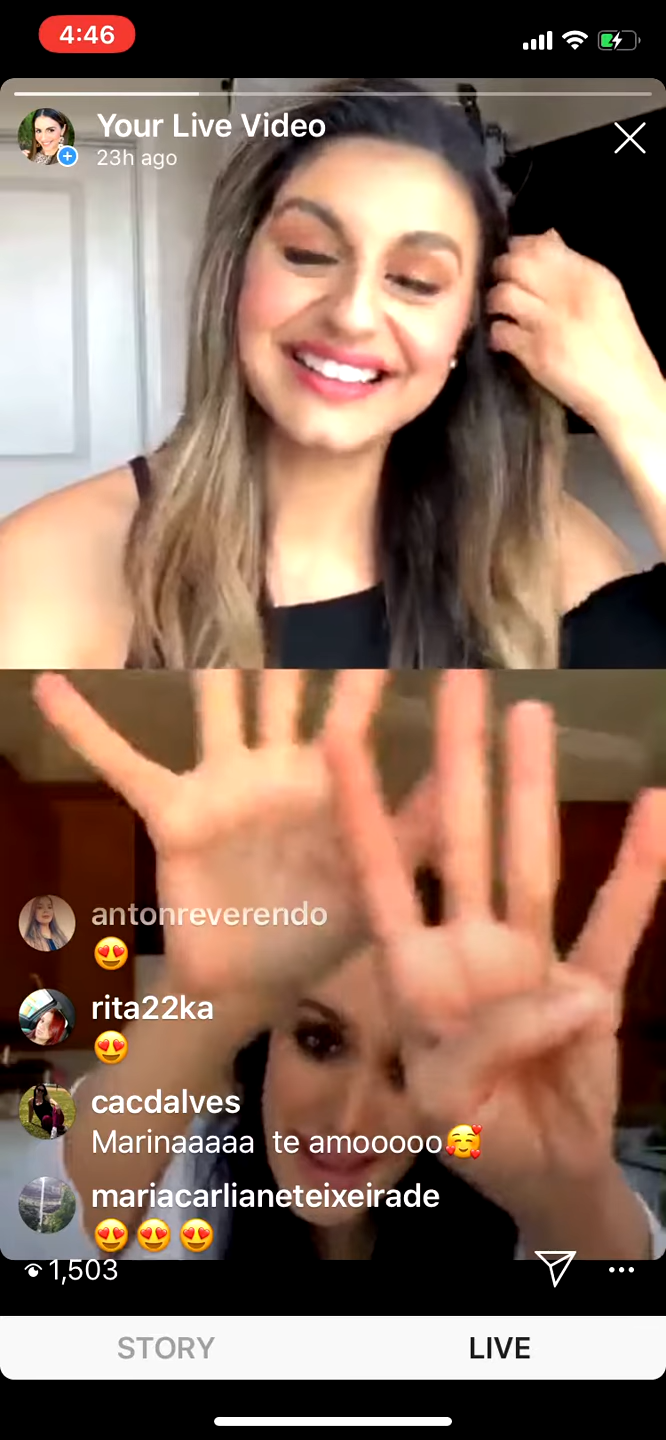 4:46
Your Live Video
23h ago
antonreverendo
😍
rita22ka
😍
cacdalves
Marinaaaaa te amooooo🥰
mariacarlianeteixeirade
😍😍😍
1,503
STORY
LIVE